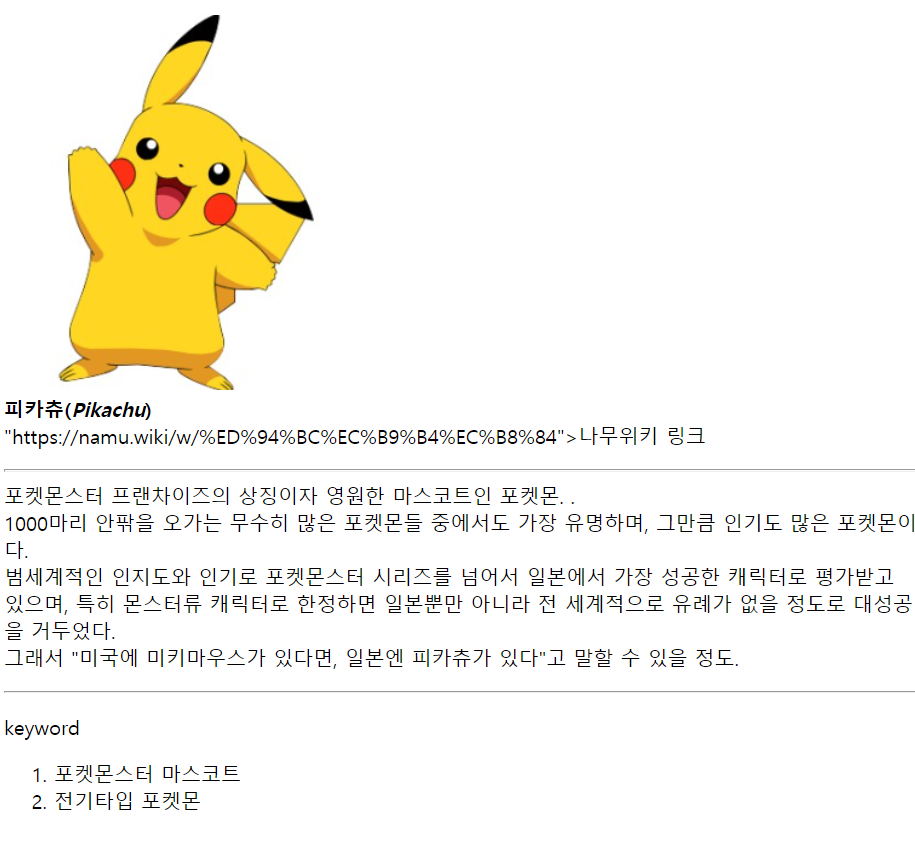 피카츄(Pikachu)
"https://namu.wiki/w/%ED%94%BC%EC%B9%B4%EC%B8%84">나무위키 링크
포켓몬스터 프랜차이즈의 상징이자 영원한 마스코트인 포켓몬. .
1000마리 안팎을 오가는 무수히 많은 포켓몬들 중에서도 가장 유명하며, 그만큼 인기도 많은 포켓몬이
다.
범세계적인 인지도와 인기로 포켓몬스터 시리즈를 넘어서 일본에서 가장 성공한 캐릭터로 평가받고
있으며, 특히 몬스터류 캐릭터로 한정하면 일본뿐만 아니라 전 세계적으로 유례가 없을 정도로 대성공
을 거두었다.
그래서 "미국에 미키마우스가 있다면, 일본엔 피카츄가 있다"고 말할 수 있을 정도.
keyword
1. 포켓몬스터 마스코트
2. 전기타입 포켓몬